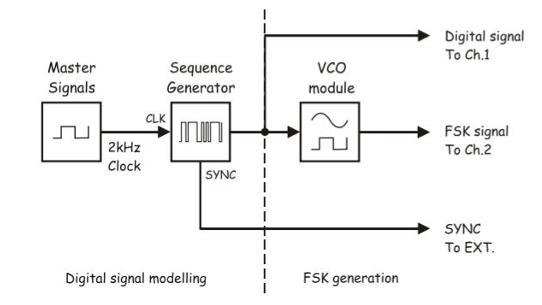 Digital signal
To Ch.1
Master
Signals
Sequence
Generator
VCO
module
CLK
2kHz
Clock
SYNC
FSK signal
To Ch.2
SYNC
To EXT.
Digital signal modelling
FSK generation